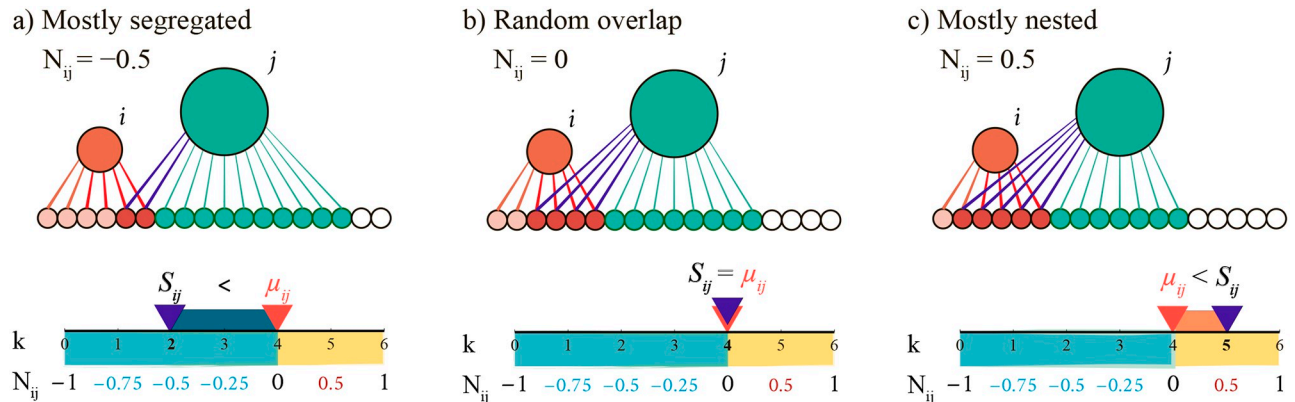 a) Mostly segregated
N_ij = −0.5
i
j
S_ij < μ_ij
k 0 1 2 3 4 5 6
N_ij −1 −0.75 −0.5 −0.25 0 0.5 1
b) Random overlap
N_ij = 0
i
j
S_ij = μ_ij
0 1 2 3 4 5 6
N_ij −1 −0.75 −0.5 −0.25 0 0.5 1
c) Mostly nested
N_ij = 0.5
i
j
μ_ij < S_ij
k 0 1 2 3 4 5 6
N_ij −1 −0.75 −0.5 −0.25 0 0.5 1